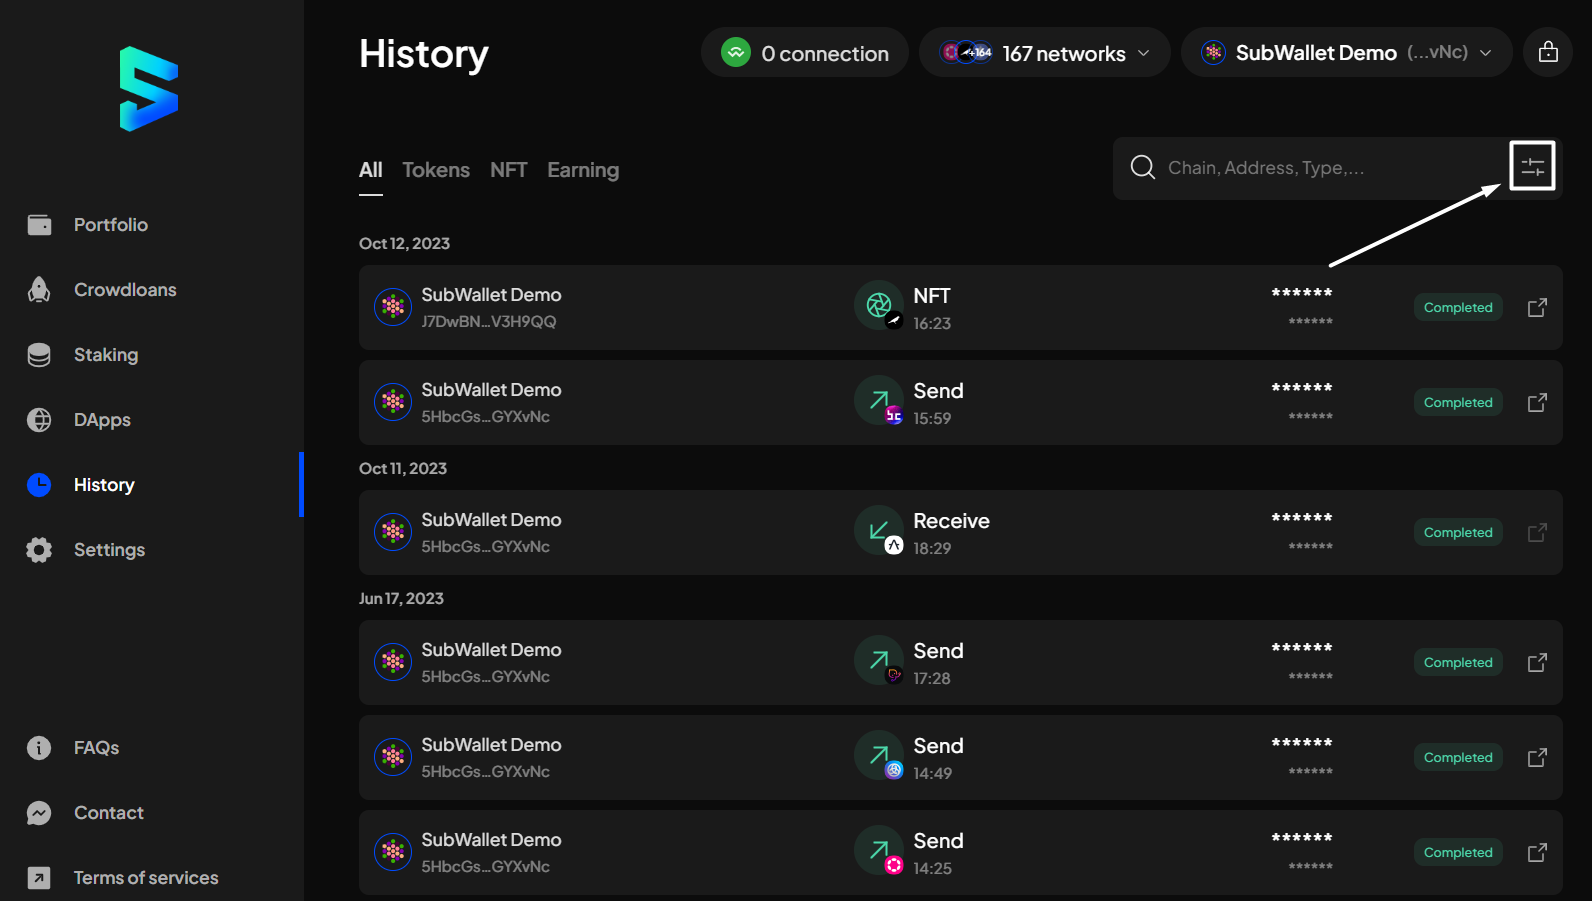 History
0 connection
+164
167 networks
SubWallet Demo (...vNc)
Portfolio
Crowdloans
Staking
DApps
History
Settings
FAQs
Contact
Terms of services
All
Tokens
NFT
Earning
Chain, Address, Type,...
Oct 12, 2023
SubWallet Demo
J7DwBN...V3H9QQ
NFT
16:23
******
******
Completed
SubWallet Demo
5HbcGs...GYXvNc
Send
15:59
******
******
Completed
Oct 11, 2023
SubWallet Demo
5HbcGs...GYXvNc
Receive
18:29
******
******
Completed
Jun 17, 2023
SubWallet Demo
5HbcGs...GYXvNc
Send
17:28
******
******
Completed
SubWallet Demo
5HbcGs...GYXvNc
Send
14:49
******
******
Completed
SubWallet Demo
5HbcGs...GYXvNc
Send
14:25
******
******
Completed